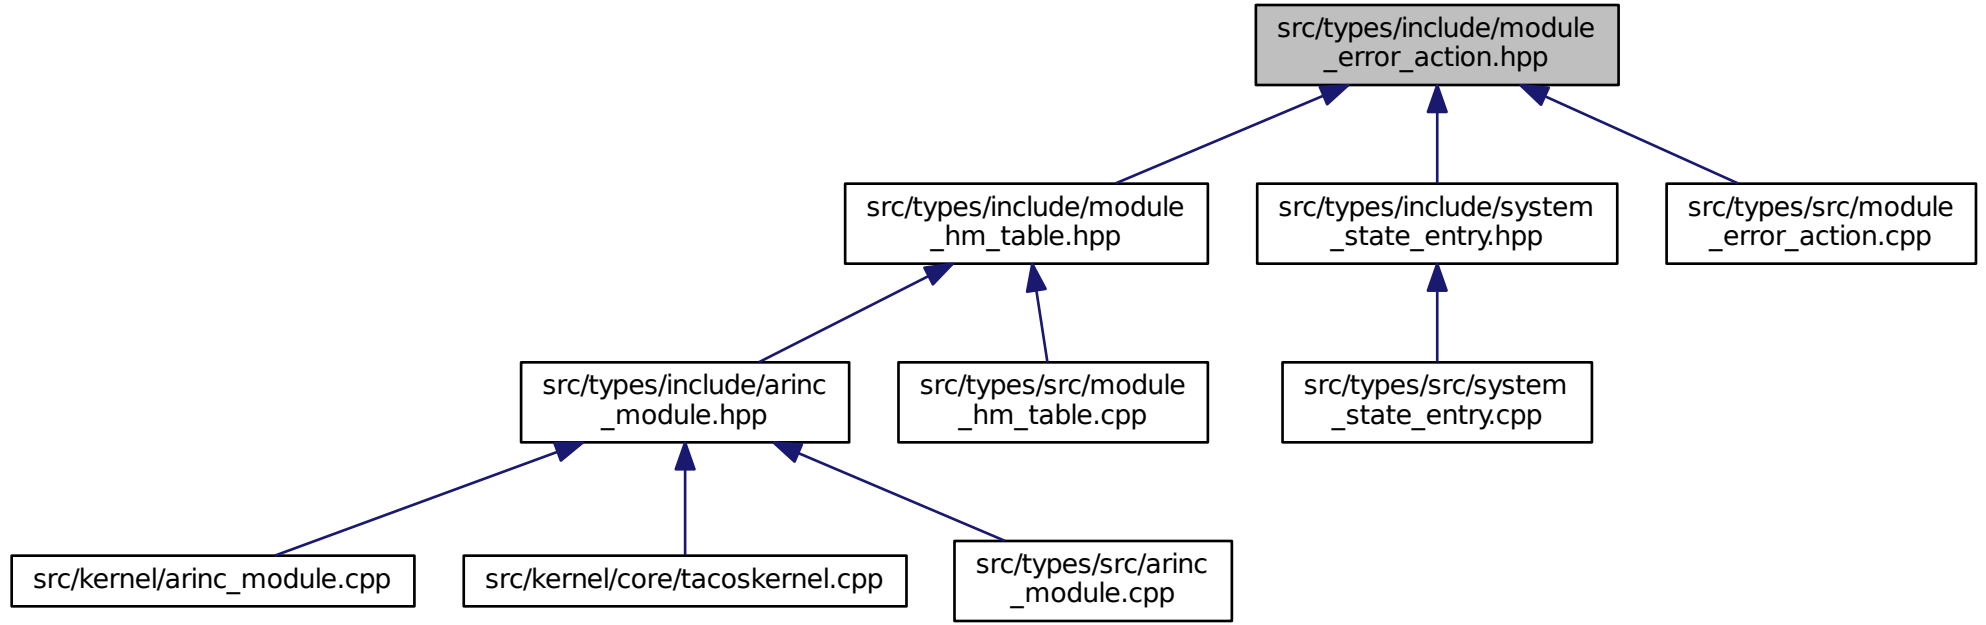 src/types/include/module
_error_action.hpp
src/types/include/module
_hm_table.hpp
src/types/include/system
_state_entry.hpp
src/types/src/module
_error_action.cpp
src/types/include/arinc
_module.hpp
src/types/src/module
_hm_table.cpp
src/types/src/system
_state_entry.cpp
src/kernel/arinc_module.cpp
src/kernel/core/tacoskernel.cpp
src/types/src/arinc
_module.cpp